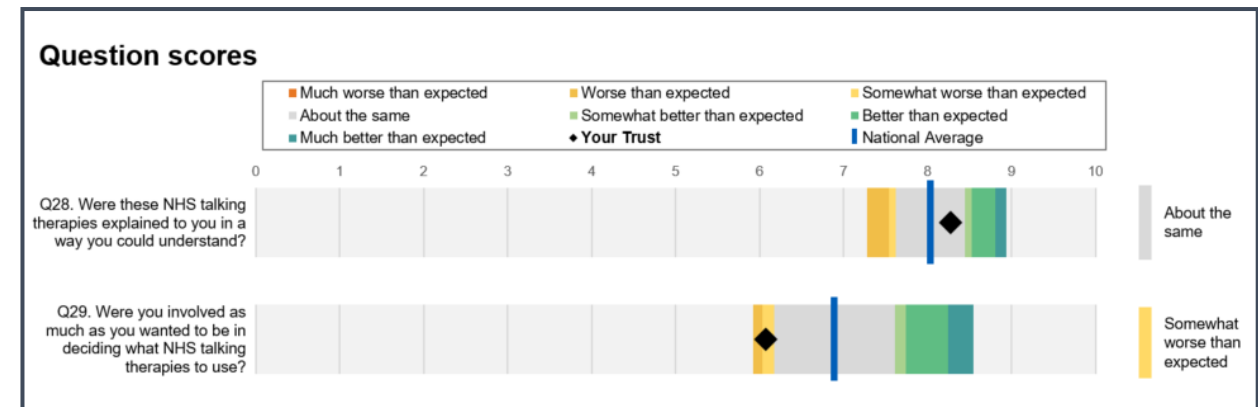 Question scores
Much worse than expected Worse than expected Somewhat worse than expected
About the same Somewhat better than expected Better than expected
Much better than expected Your Trust National Average
0 1 2 3 4 5 6 7 8 9 10
Q28. Were these NHS talking
therapies explained to you in a
way you could understand?
About the
same
Q29. Were you involved as
much as you wanted to be in
deciding what NHS talking
therapies to use?
Somewhat
worse than
expected